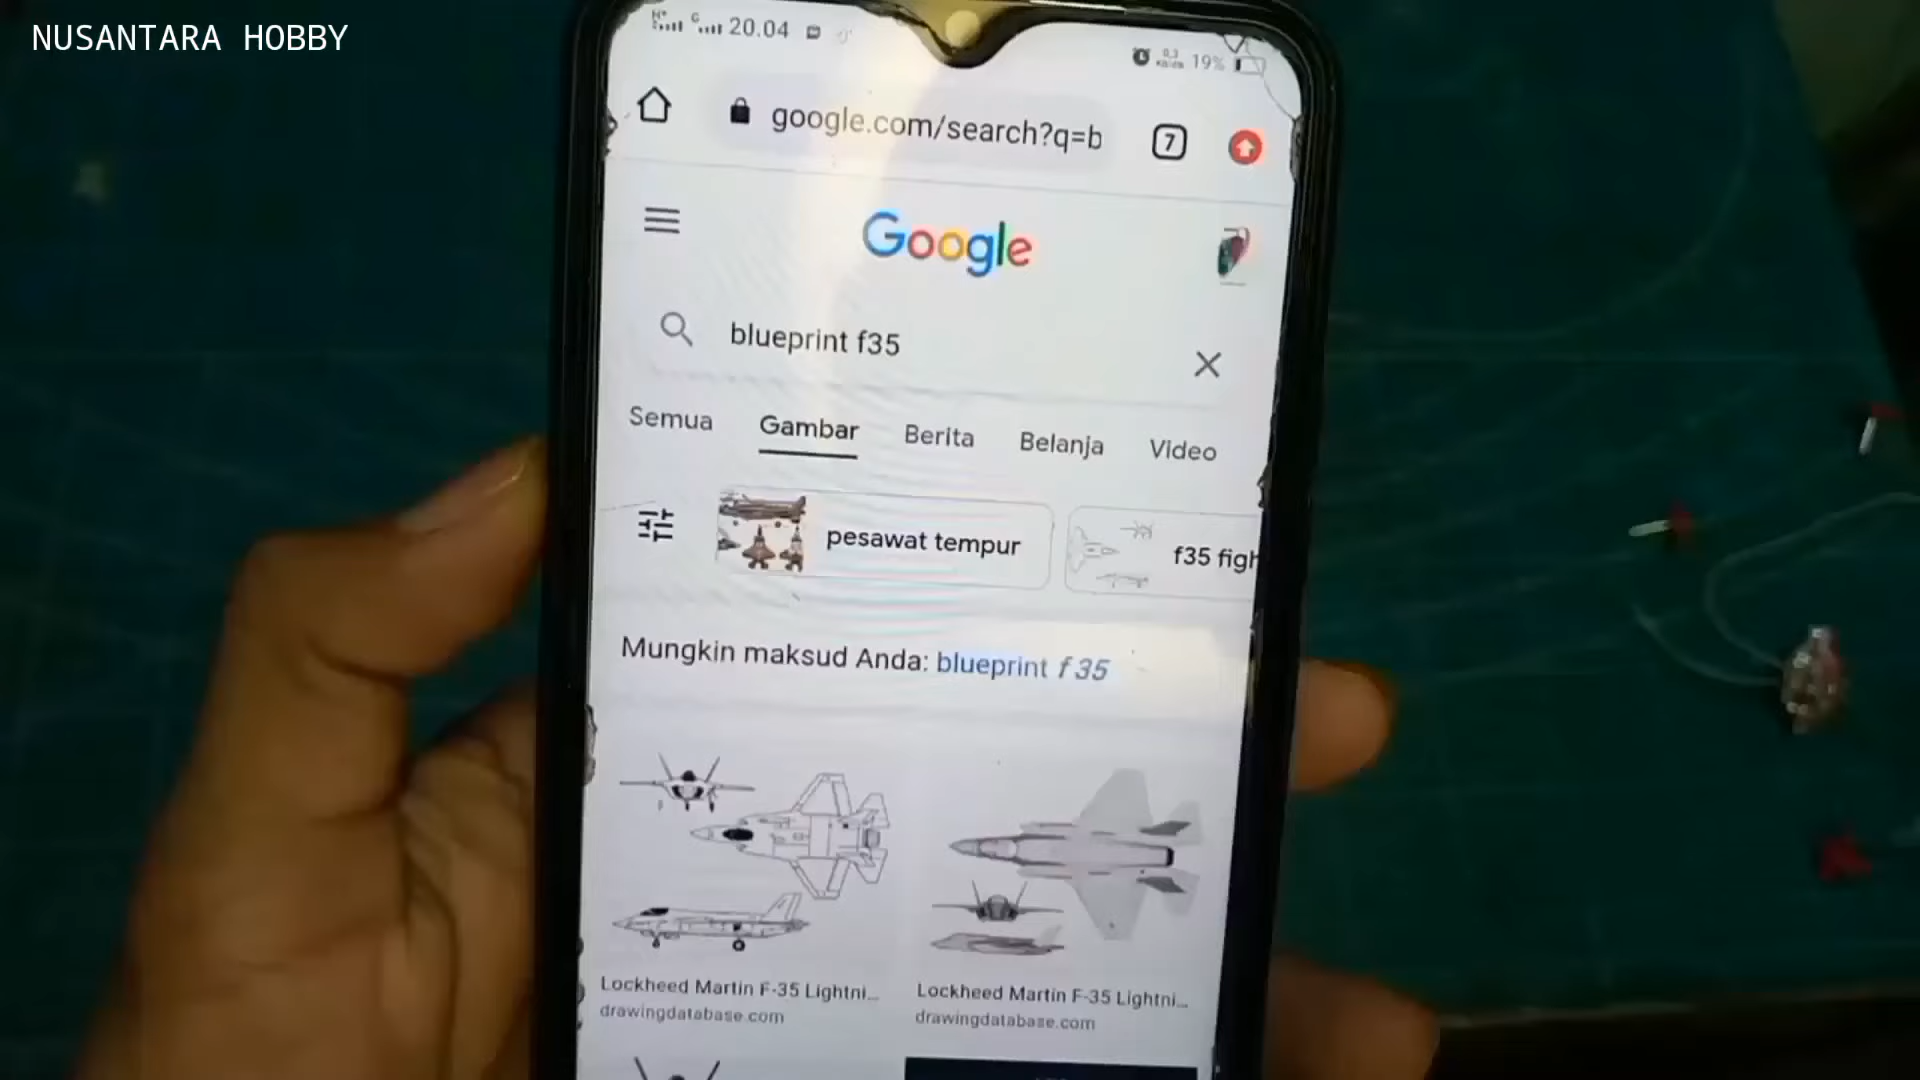 NUSANTARA HOBBY
20.04
19%
google.com/search?q=b
7
Google
blueprint f35
Semua Gambar Berita Belanja Video
pesawat tempur
f35 figh
Mungkin maksud Anda: blueprint f 35
Lockheed Martin F-35 Lightni...
drawingdatabase.com
Lockheed Martin F-35 Lightni...
drawingdatabase.com